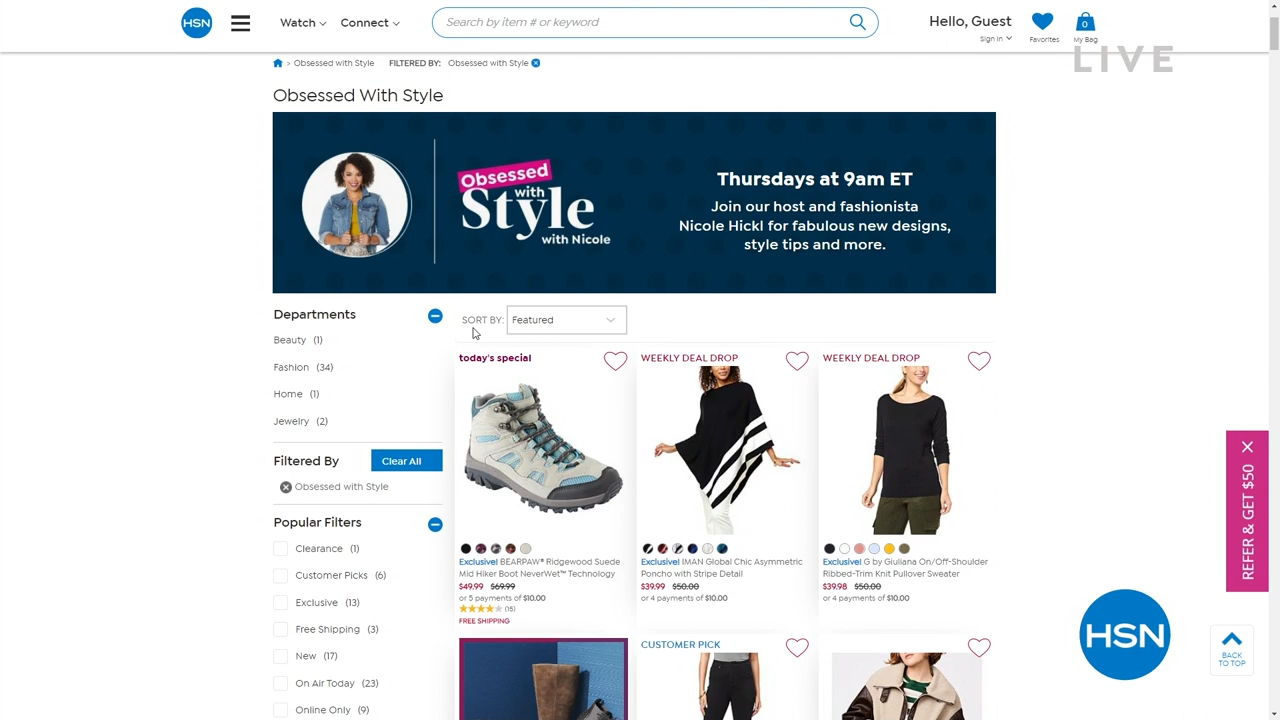 HSN
Watch
Connect
Search by item # or keyword
Hello, Guest
Sign In
Favorites
0
My Bag
LIVE
> Obsessed with Style
FILTERED BY:
Obsessed with Style
Obsessed With Style
Obsessed
with
Style
with Nicole
Thursdays at 9am ET
Join our host and fashionista
Nicole Hickl for fabulous new designs,
style tips and more.
Departments
Beauty (1)
Fashion (34)
Home (1)
Jewelry (2)
Filtered By
Clear All
Obsessed with Style
Popular Filters
Clearance (1)
Customer Picks (6)
Exclusive (13)
Free Shipping (3)
New (17)
On Air Today (23)
Online Only (9)
SORT BY:
Featured
today's special
Exclusive! BEARPAW® Ridgewood Suede
Mid Hiker Boot NeverWet™ Technology
$49.99 $69.99
or 5 payments of $10.00
(15)
FREE SHIPPING
WEEKLY DEAL DROP
Exclusive! IMAN Global Chic Asymmetric
Poncho with Stripe Detail
$39.99 $50.00
or 4 payments of $10.00
WEEKLY DEAL DROP
Exclusive! G by Giuliana On/Off-Shoulder
Ribbed-Trim Knit Pullover Sweater
$39.98 $50.00
or 4 payments of $10.00
CUSTOMER PICK
REFER & GET $50
HSN
BACK
TO TOP